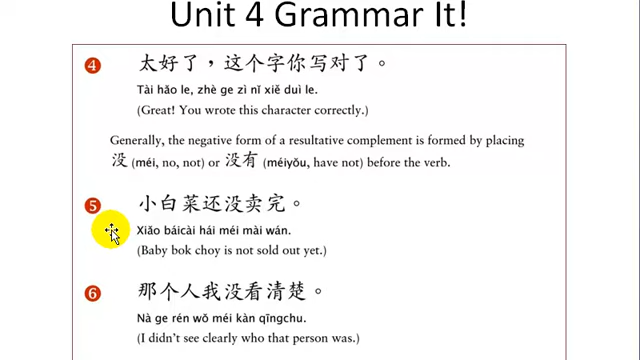 Unit 4 Grammar It!
4 太好了，这个字你写对了。
Tài hǎo le, zhè ge zì nǐ xiě duì le.
(Great! You wrote this character correctly.)
Generally, the negative form of a resultative complement is formed by placing
没 (méi, no, not) or 没有 (méiyǒu, have not) before the verb.
5 小白菜还没卖完。
Xiǎo báicài hái méi mài wán.
(Baby bok choy is not sold out yet.)
6 那个人我没看清楚。
Nà ge rén wǒ méi kàn qīngchu.
(I didn't see clearly who that person was.)